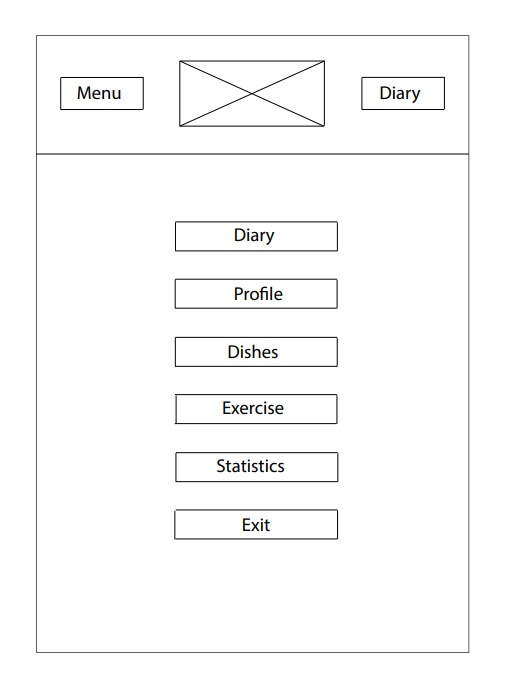 Menu
Diary
Diary
Profile
Dishes
Exercise
Statistics
Exit